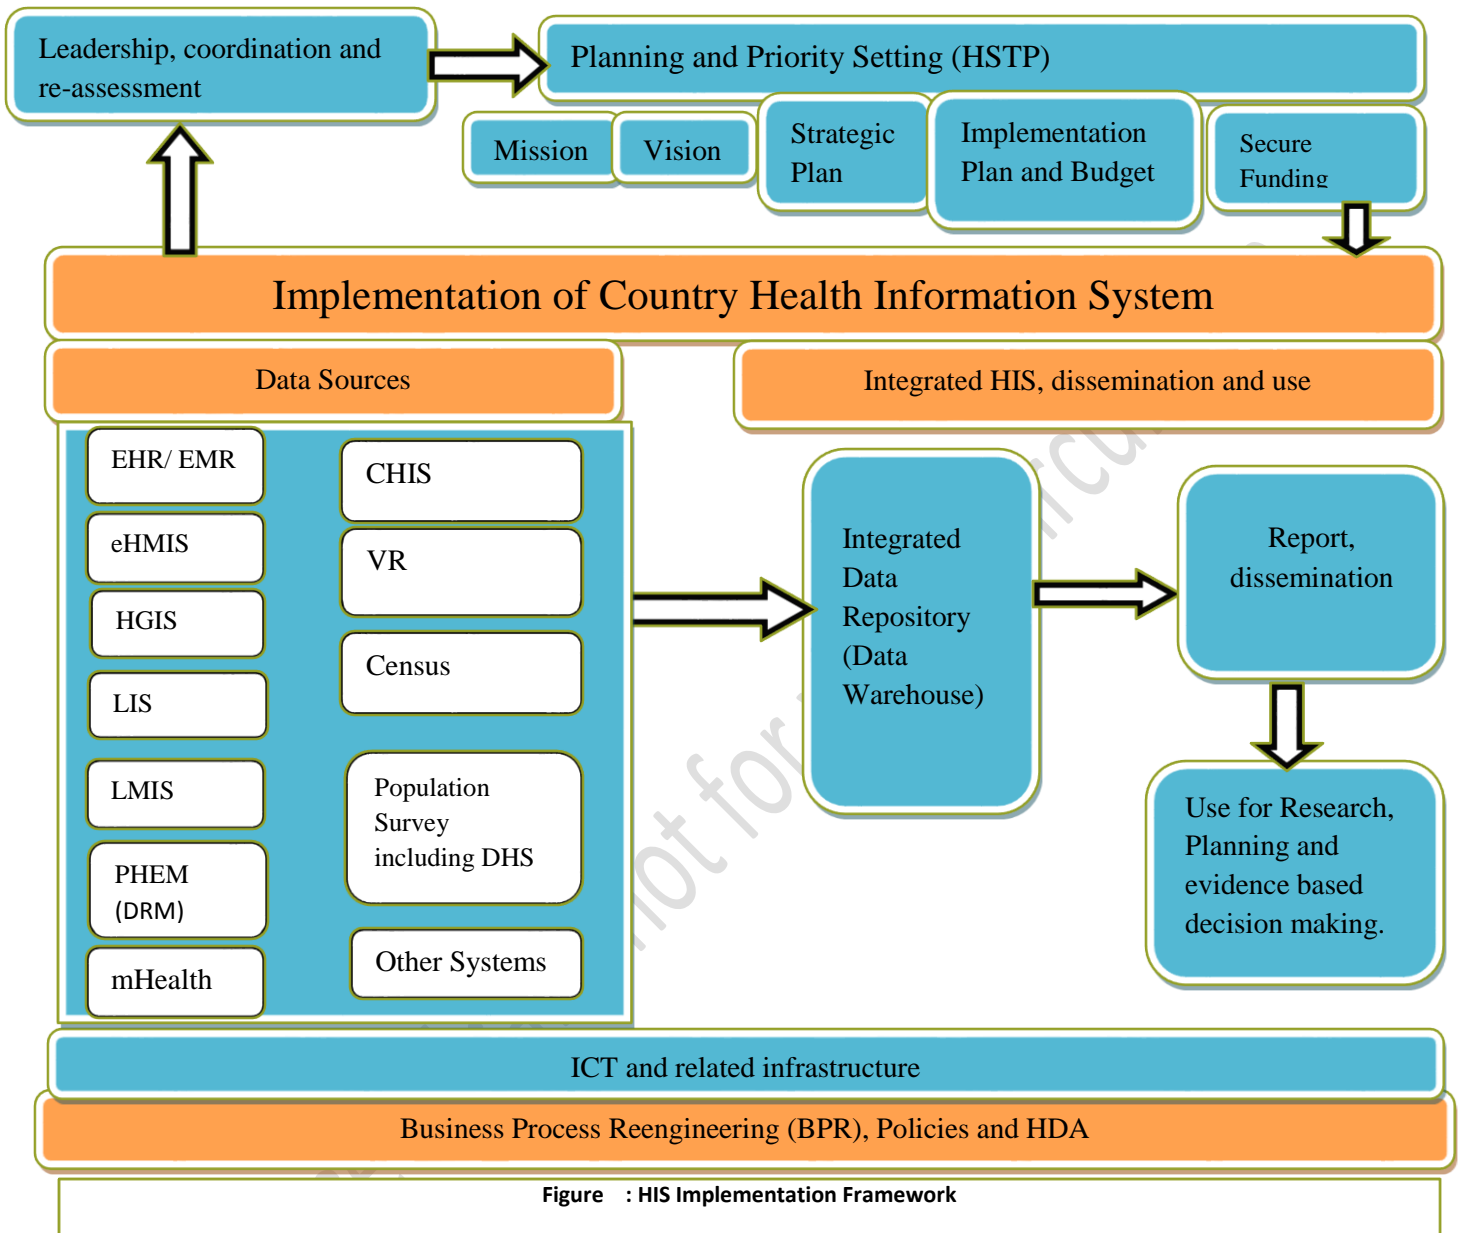 Leadership, coordination and
re-assessment
Planning and Priority Setting (HSTP)
Mission
Vision
Strategic
Plan
Implementation
Plan and Budget
Secure
Funding
Implementation of Country Health Information System
Data Sources
Integrated HIS, dissemination and use
EHR/ EMR
eHMIS
HGIS
LIS
LMIS
PHEM
(DRM)
mHealth
CHIS
VR
Census
Population
Survey
including DHS
Other Systems
Integrated
Data
Repository
(Data
Warehouse)
Report,
dissemination
Use for Research,
Planning and
evidence based
decision making.
not for
ICT and related infrastructure
Business Process Reengineering (BPR), Policies and HDA
Figure : HIS Implementation Framework